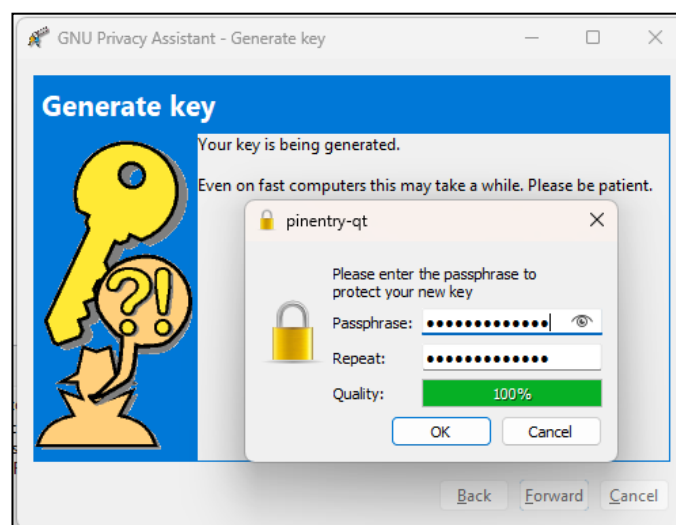 GNU Privacy Assistant - Generate key
Generate key
Your key is being generated.
Even on fast computers this may take a while. Please be patient.
pinentry-qt
Please enter the passphrase to
protect your new key
Passphrase: •••••••••••••
Repeat: •••••••••••••
Quality: 100%
OK Cancel
?!
Back Forward Cancel